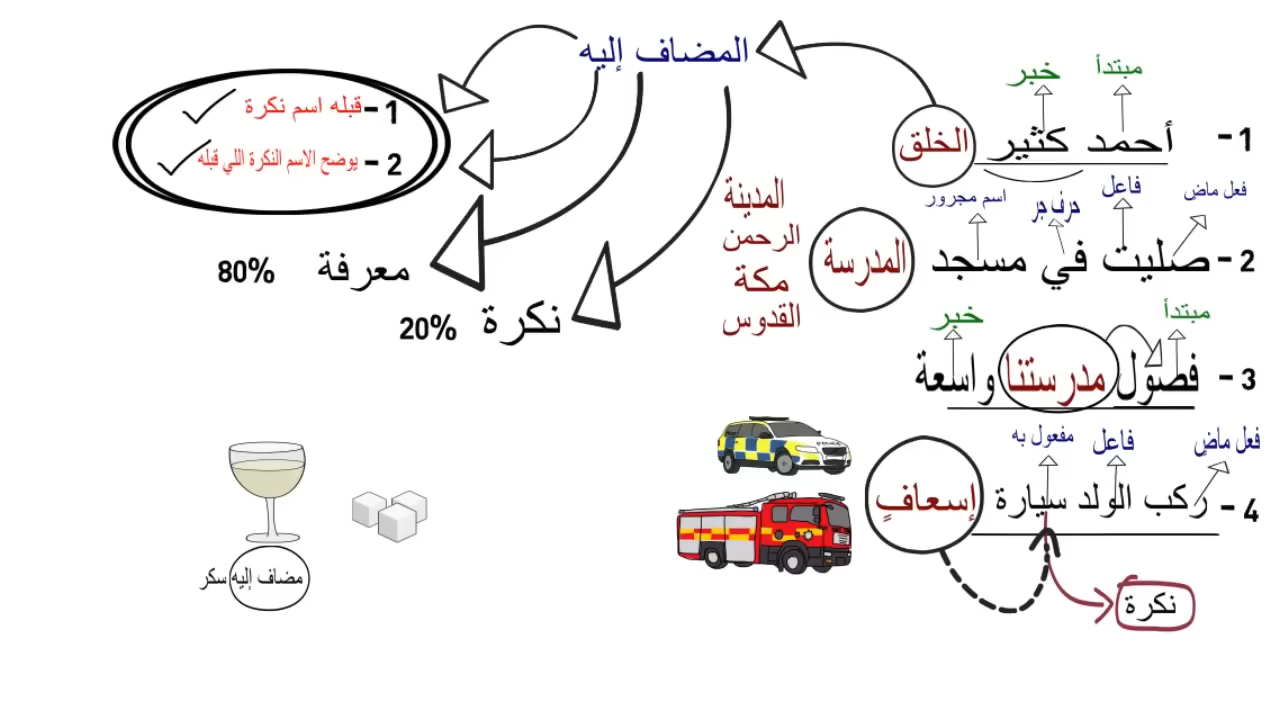 المضاف إليه
1- قبله اسم نكرة
2- يوضح الاسم النكرة اللي قبله
معرفة 80%
نكرة 20%
مبتدأ خبر
1- أحمد كثير الخلق
فعل ماضٍ فاعل حرف جر اسم مجرور
2- صليت في مسجد المدرسة
المدينة
الرحمن
مكة
القدوس
مبتدأ خبر
3- فصول مدرستنا واسعة
فعل ماضٍ فاعل مفعول به
4- ركب الولد سيارة إسعافٍ
نكرة
POLICE
مضاف إليه سكر